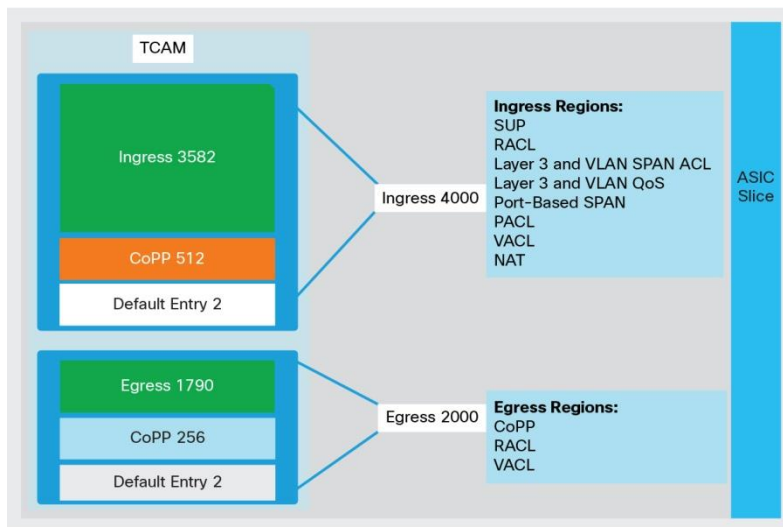 TCAM
Ingress 3582
CoPP 512
Default Entry 2
Ingress 4000
Ingress Regions:
SUP
RACL
Layer 3 and VLAN SPAN ACL
Layer 3 and VLAN QoS
Port-Based SPAN
PACL
VACL
NAT
Egress 1790
CoPP 256
Default Entry 2
Egress 2000
Egress Regions:
CoPP
RACL
VACL
ASIC
Slice